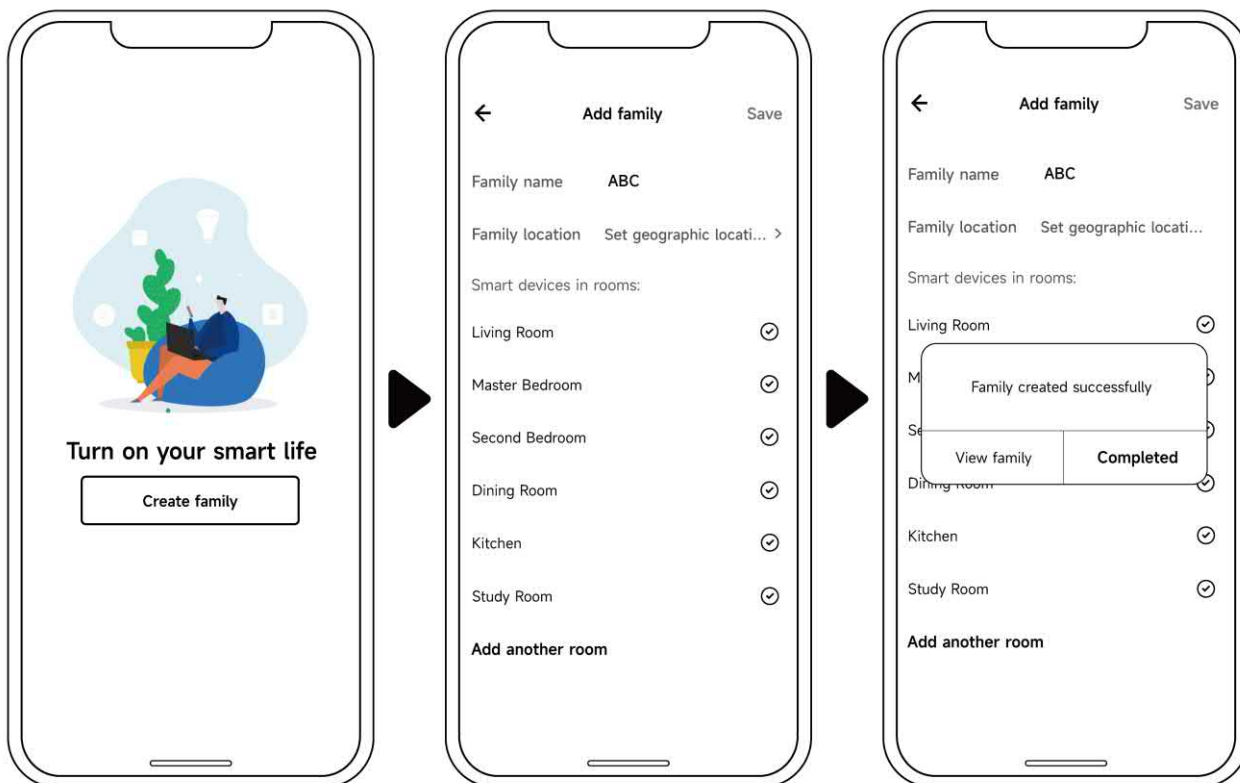 Turn on your smart life
Create family
Add family Save
Family name ABC
Family location Set geographic locati... >
Smart devices in rooms:
Living Room
Master Bedroom
Second Bedroom
Dining Room
Kitchen
Study Room
Add another room
Add family Save
Family name ABC
Family location Set geographic locati...
Smart devices in rooms:
Living Room
M
Family created successfully
Se
View family Completed
Dining Room
Kitchen
Study Room
Add another room